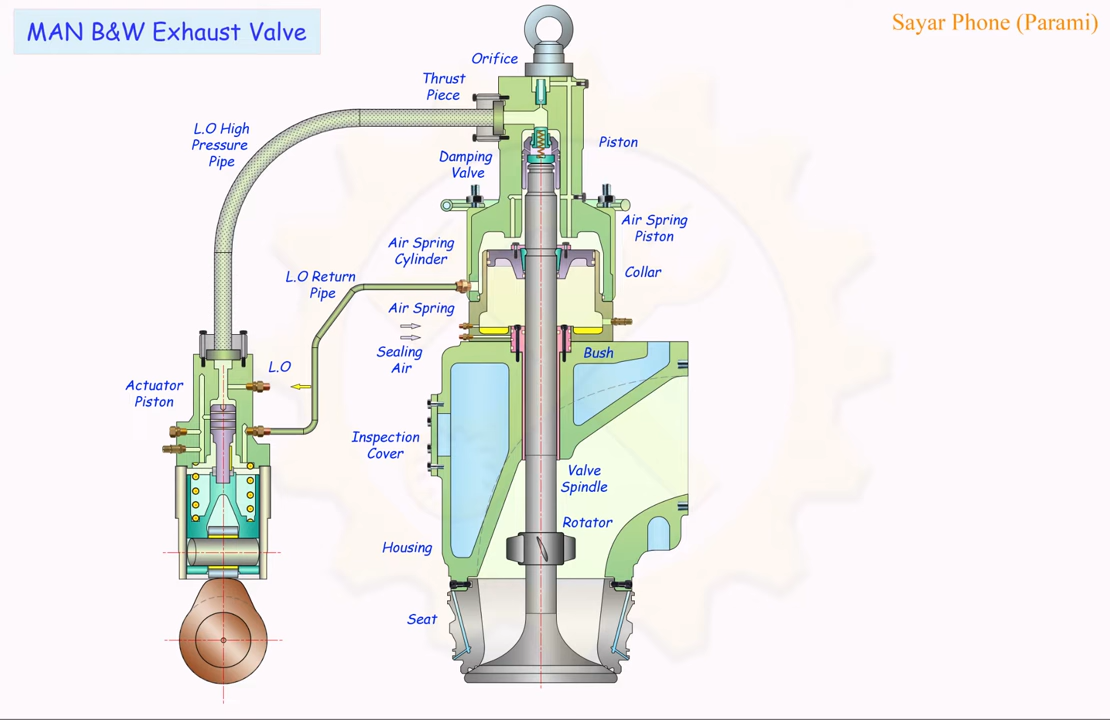 MAN B&W Exhaust Valve
Sayar Phone (Parami)
Orifice
Thrust
Piece
L.O High
Pressure
Pipe
Piston
Damping
Valve
Air Spring
Piston
Air Spring
Cylinder
Collar
L.O Return
Pipe
Air Spring
Sealing
Air
Bush
L.O
Actuator
Piston
Inspection
Cover
Valve
Spindle
Rotator
Housing
Seat